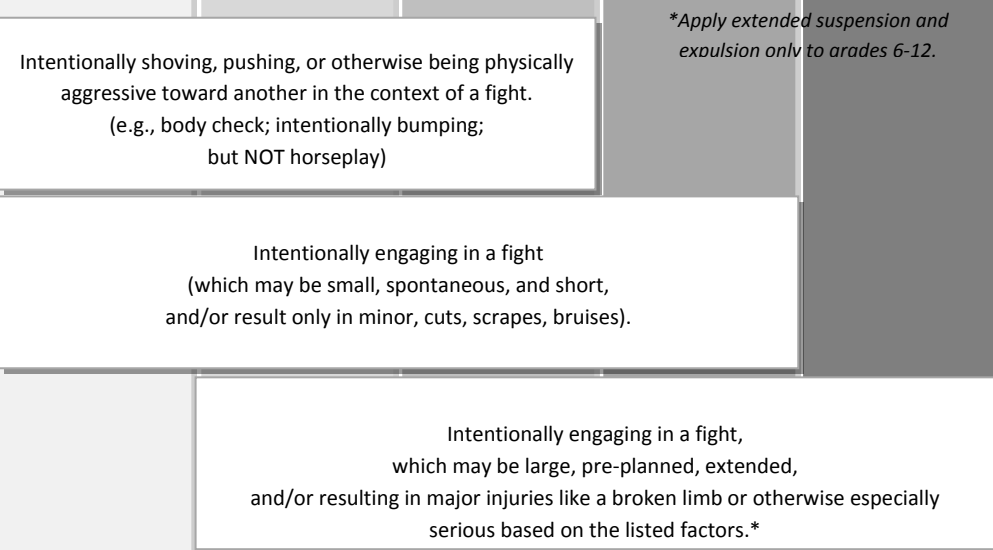 *Apply extended suspension and
expulsion only to grades 6-12.
Intentionally shoving, pushing, or otherwise being physically
aggressive toward another in the context of a fight.
(e.g., body check; intentionally bumping;
but NOT horseplay)
Intentionally engaging in a fight
(which may be small, spontaneous, and short,
and/or result only in minor, cuts, scrapes, bruises).
Intentionally engaging in a fight,
which may be large, pre-planned, extended,
and/or resulting in major injuries like a broken limb or otherwise especially
serious based on the listed factors.*